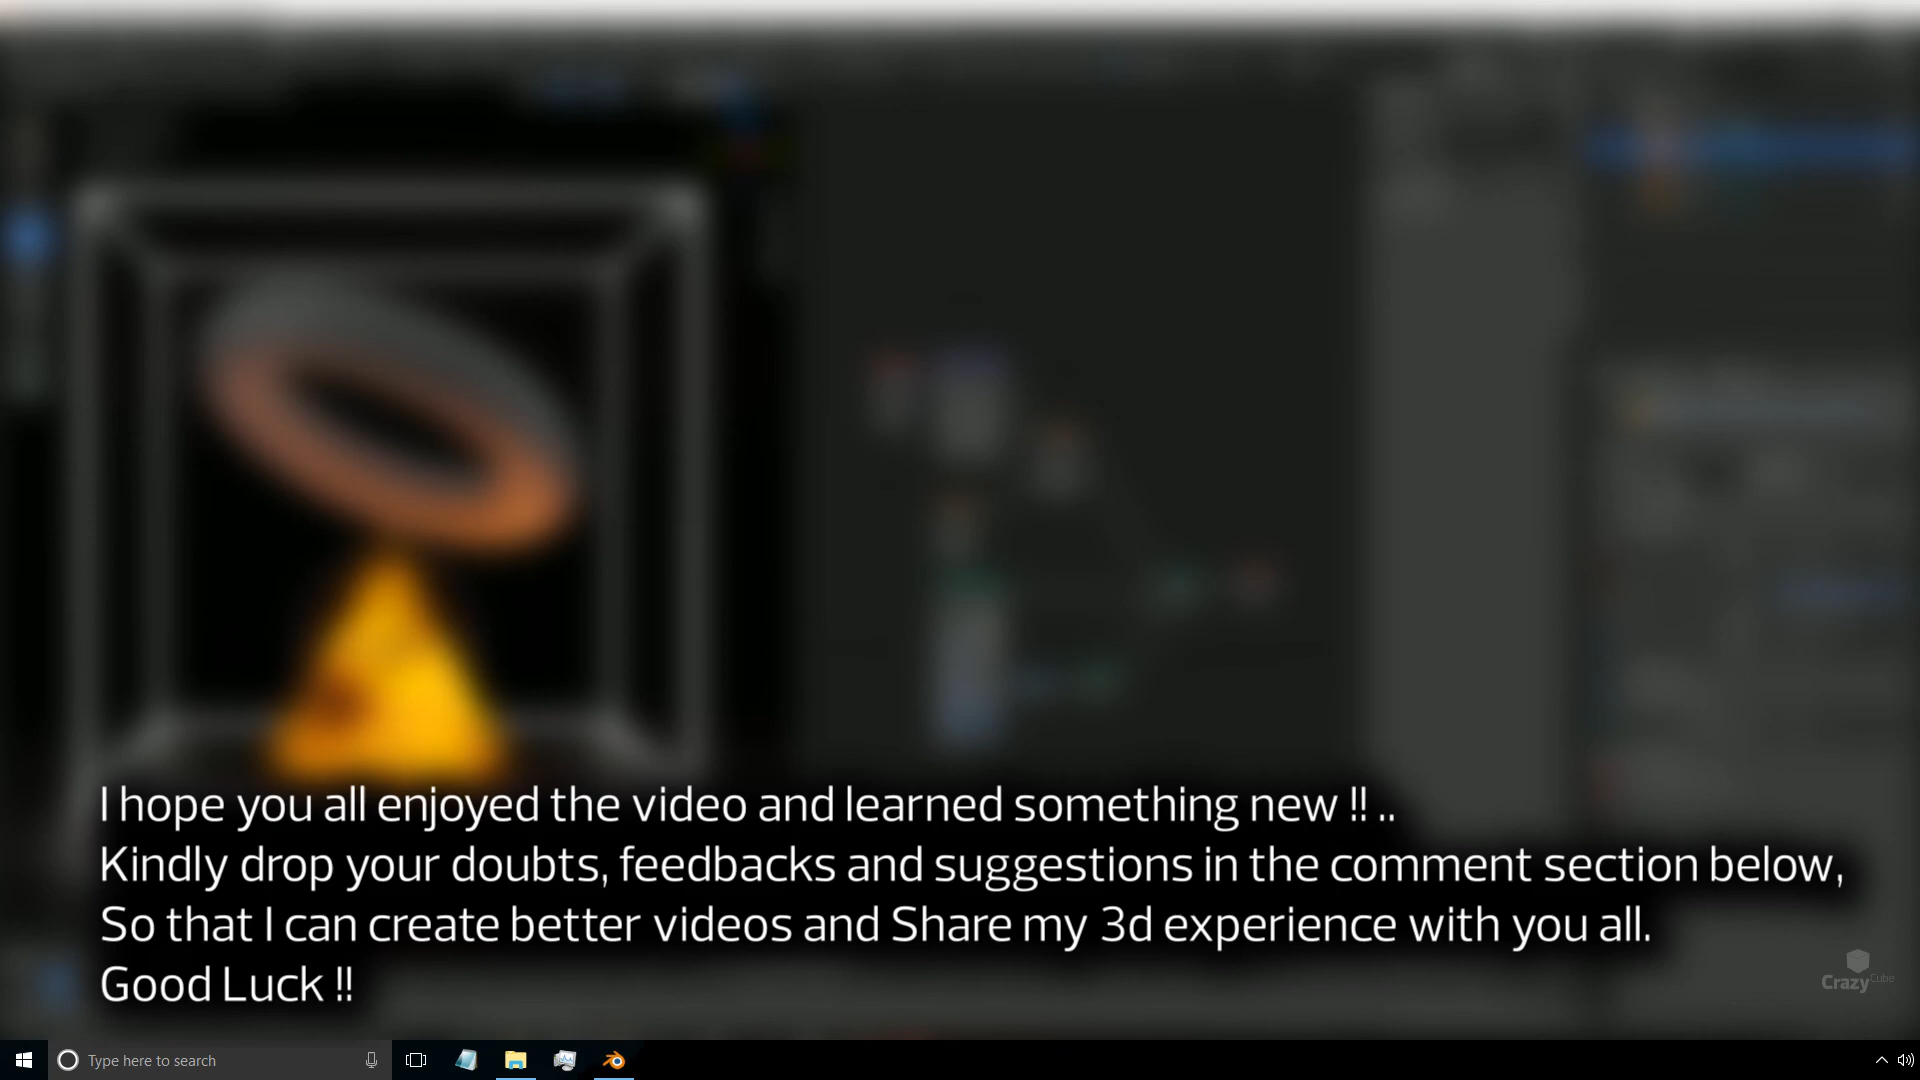 I hope you all enjoyed the video and learned something new !! ..
Kindly drop your doubts, feedbacks and suggestions in the comment section below,
So that I can create better videos and Share my 3d experience with you all.
Good Luck !!
Crazy Cube
Type here to search